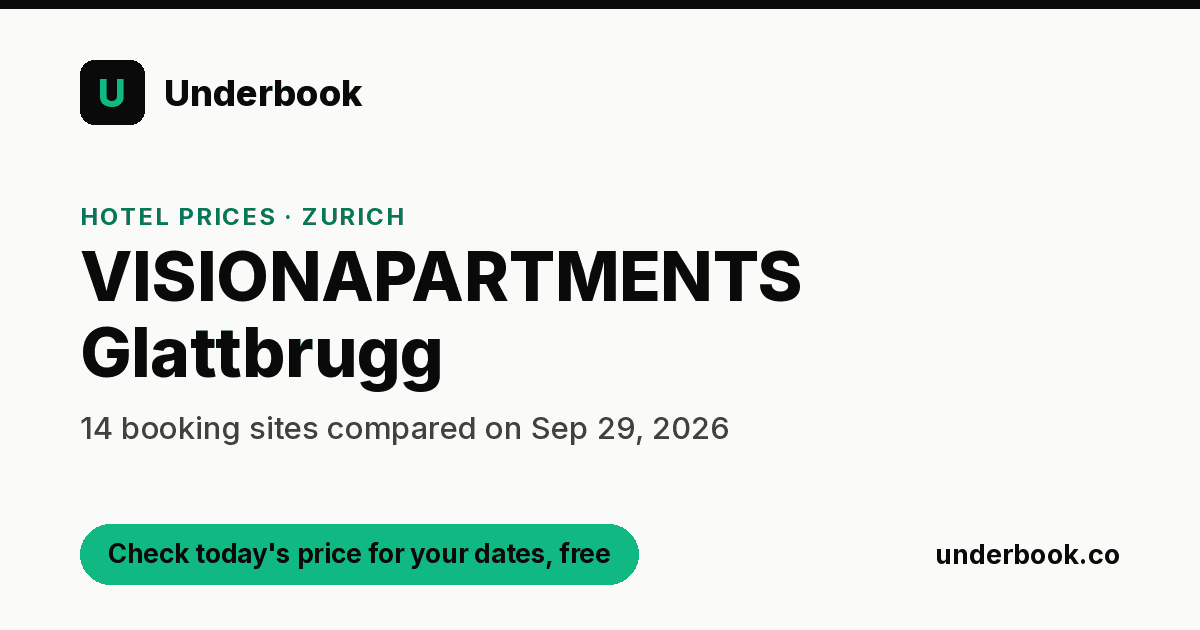 U Underbook
HOTEL PRICES · ZURICH
VISIONAPARTMENTS
Glattbrugg
14 booking sites compared on Sep 29, 2026
Check today's price for your dates, free
underbook.co